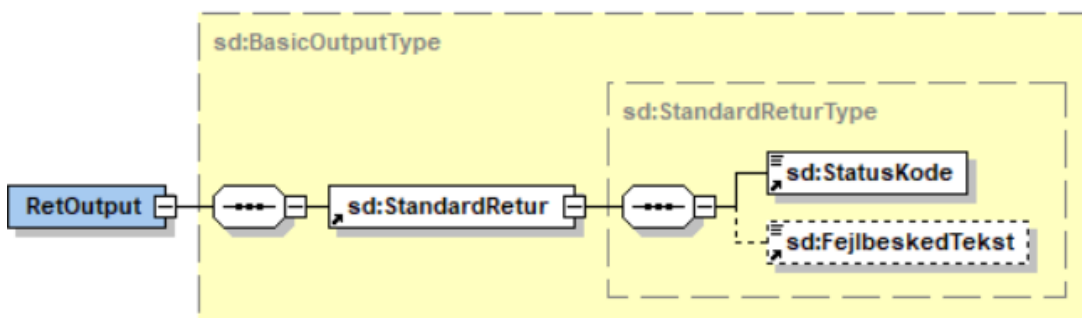 sd:BasicOutputType
sd:StandardReturType
sd:StatusKode
RetOutput
sd:StandardRetur
sd:FejlbeskedTekst